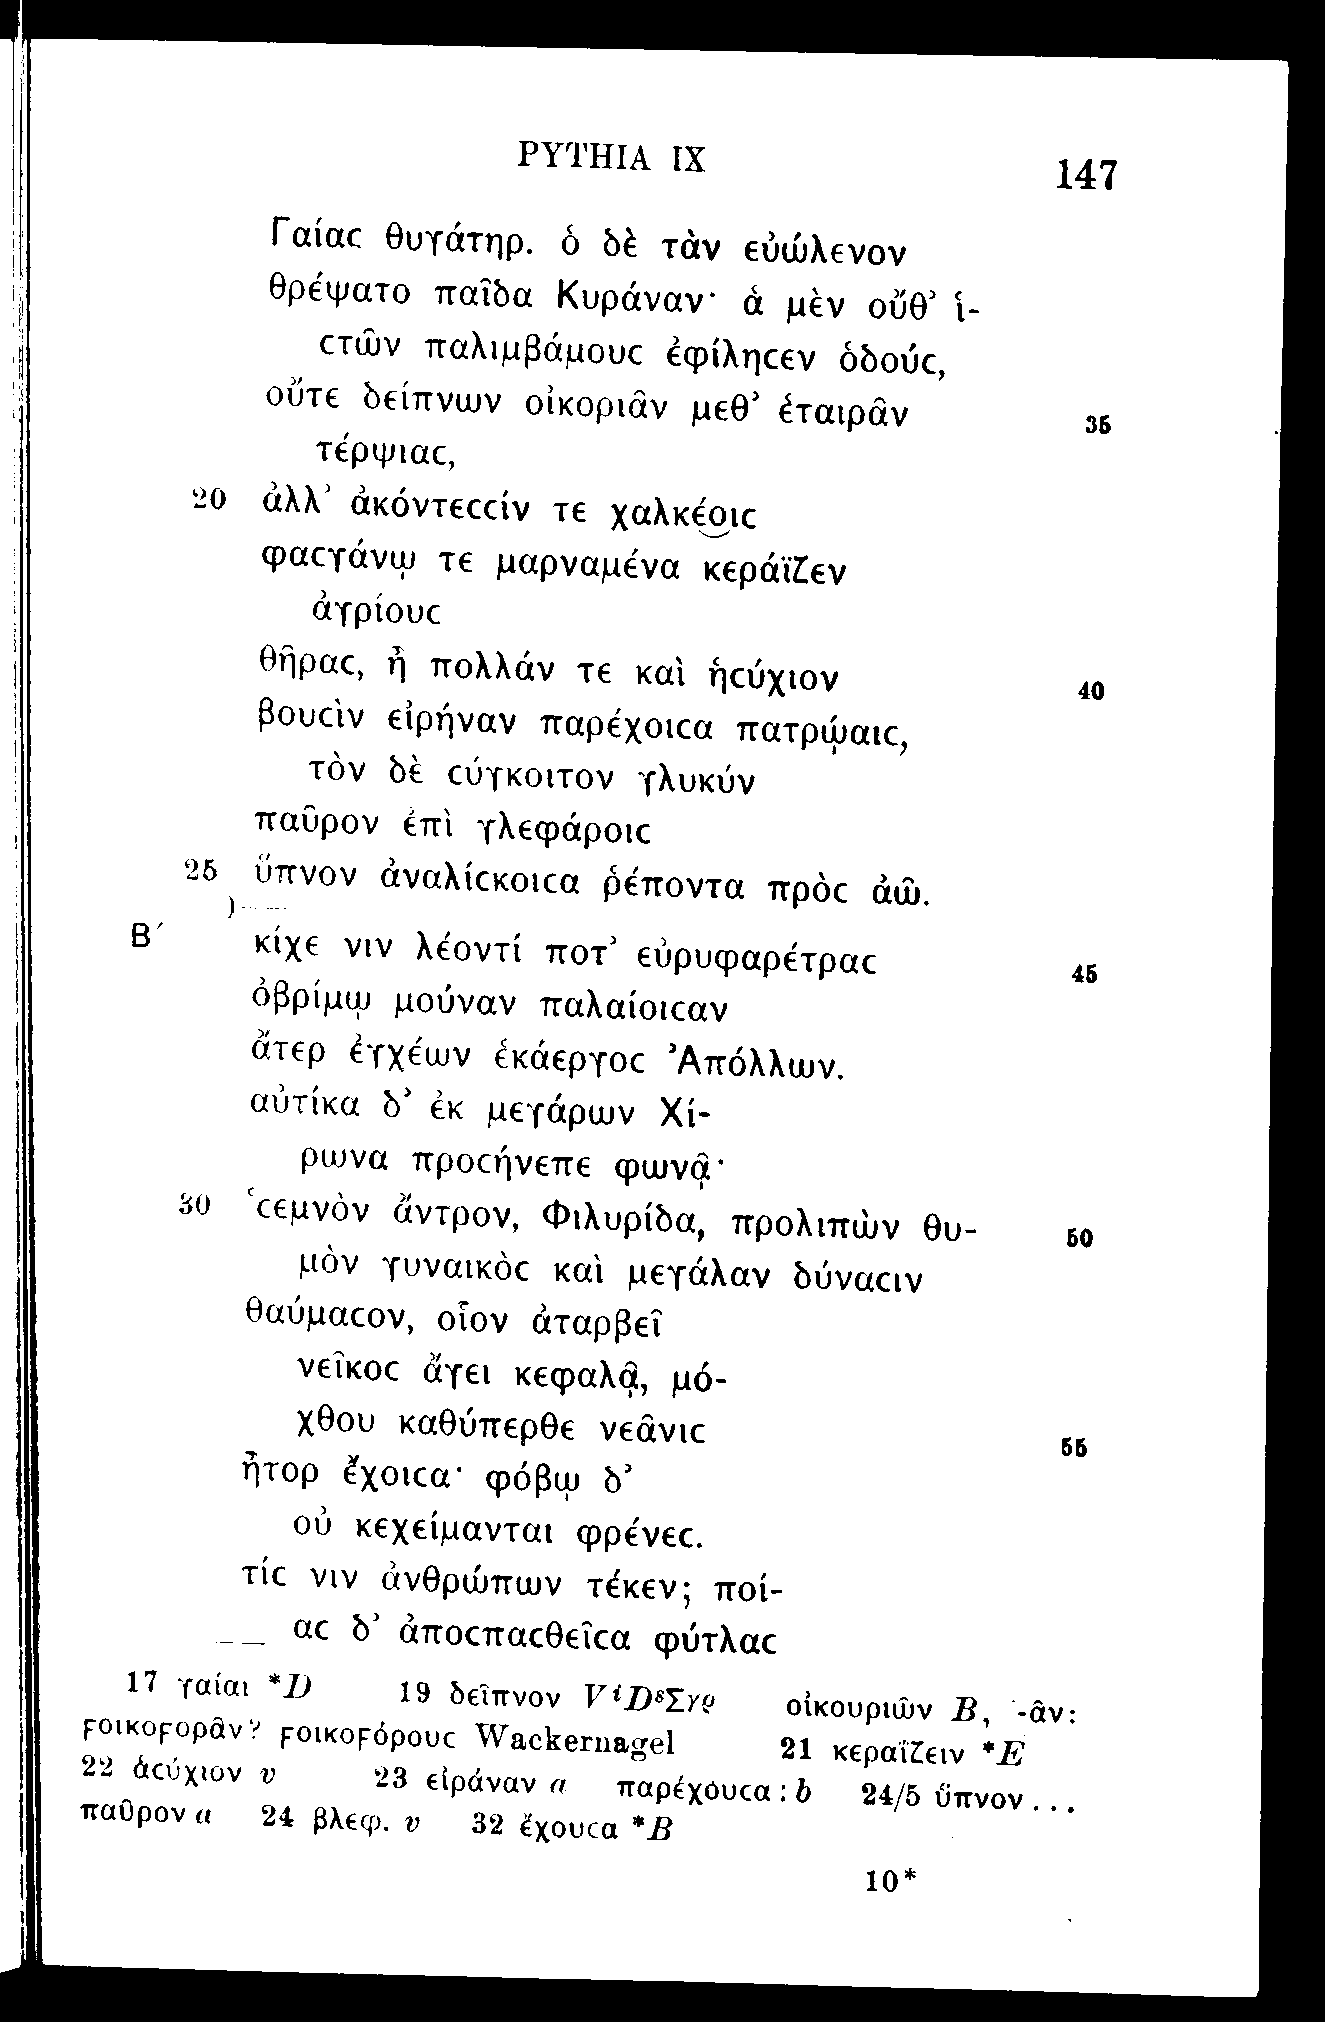 PYTHIA IX 147
Γαίαϲ θυγάτηρ. ὁ δὲ τὰν εὐώλενον
θρέψατο παῖδα Κυράναν· ἁ μὲν οὔθ’ ἱ-
ϲτῶν παλιμβάμουϲ ἐφίληϲεν ὁδούϲ,
οὔτε δείπνων οἰκοριᾶν μεθ’ ἑταιρᾶν 35
τέρψιαϲ,
20 ἀλλ’ ἀκόντεϲϲίν τε χαλκέο͜ιϲ
φαϲγάνῳ τε μαρναμένα κεράϊζεν
ἀγρίουϲ
θῆραϲ, ἦ πολλάν τε καὶ ἡϲύχιον 40
βουϲὶν εἰρήναν παρέχοιϲα πατρῴαιϲ,
τὸν δὲ ϲύγκοιτον γλυκύν
παῦρον ἐπὶ γλεφάροιϲ
25 ὕπνον ἀναλίϲκοιϲα ῥέποντα πρὸϲ ἀῶ.
Β´ κίχε νιν λέοντί ποτ’ εὐρυφαρέτραϲ 45
ὀβρίμῳ μούναν παλαίοιϲαν
ἄτερ ἐγχέων ἑκάεργοϲ Ἀπόλλων.
αὐτίκα δ’ ἐκ μεγάρων Χί-
ρωνα προϲήνεπε φωνᾷ·
30 ‘ϲεμνὸν ἄντρον, Φιλυρίδα, προλιπὼν θυ- 50
μὸν γυναικὸϲ καὶ μεγάλαν δύναϲιν
θαύμαϲον, οἷον ἀταρβεῖ
νεῖκοϲ ἄγει κεφαλᾷ, μό-
χθου καθύπερθε νεᾶνιϲ 55
ἦτορ ἔχοιϲα· φόβῳ δ’
οὐ κεχείμανται φρένεϲ.
τίϲ νιν ἀνθρώπων τέκεν; ποί-
αϲ δ’ ἀποϲπαϲθεῖϲα φύτλαϲ
17 γαίαι *D 19 δεῖπνον VⁱDˢΣγρ οἰκουριῶν B, -ᾶν:
ϝοικοϝορᾶν? ϝοικοϝόρουϲ Wackernagel 21 κεραΐζειν *E
22 ἁϲύχιον v 23 εἰράναν a παρέχουϲα: b 24/5 ὕπνον...
παῦρον a 24 βλεφ. v 32 ἔχουϲα *B
10*